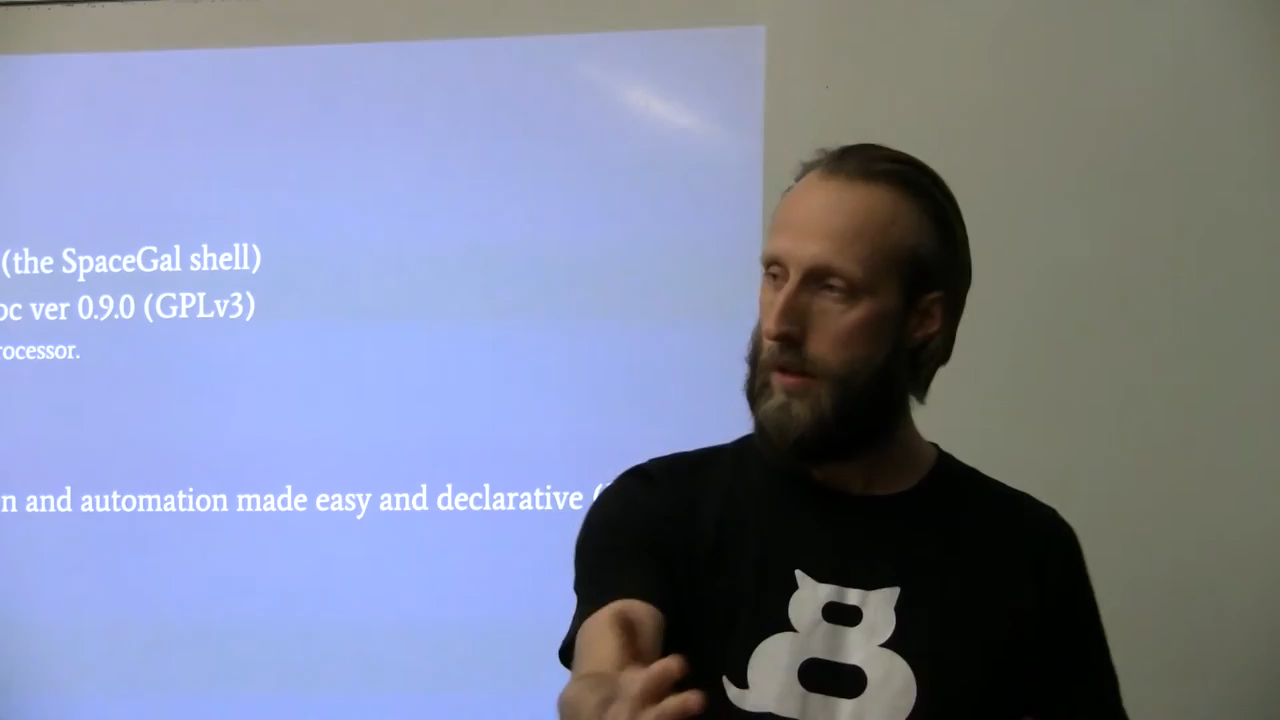 (the SpaceGal shell)
oc ver 0.9.0 (GPLv3)
rocessor.
n and automation made easy and declarative (